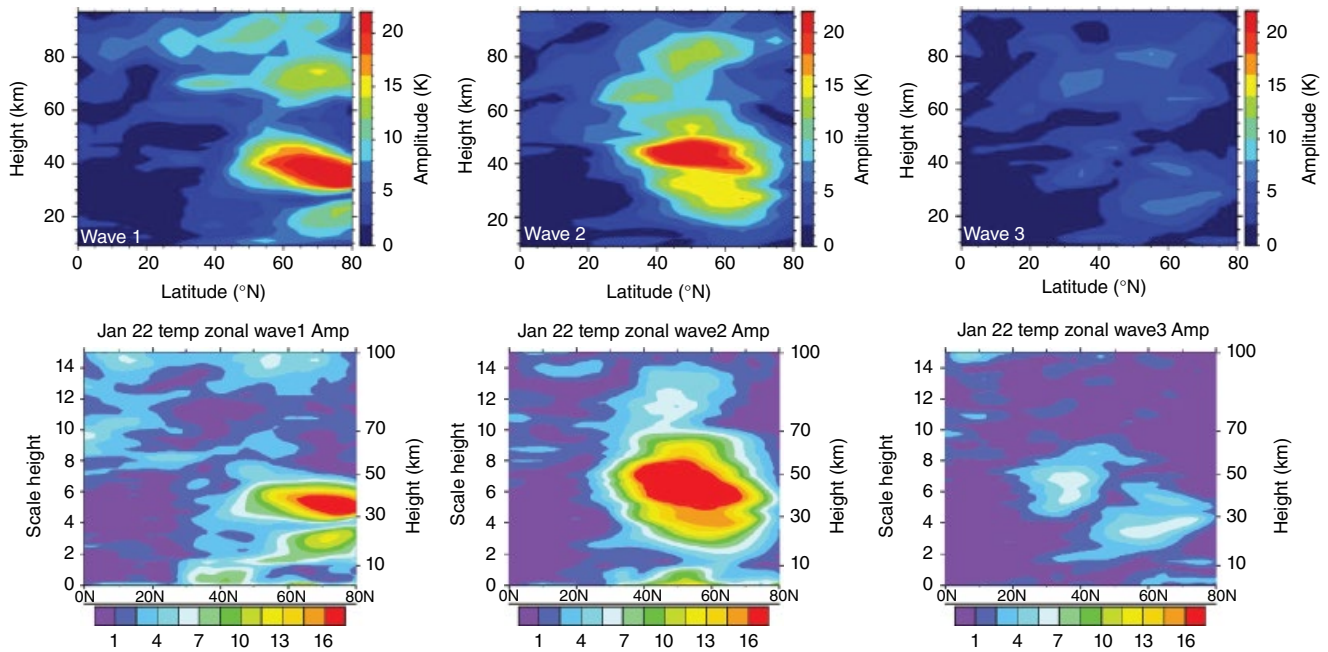 Height (km)
80
60
40
20
Wave 1
0
20
40
60
80
Latitude (°N)
20
15
10
5
0
Amplitude (K)
Height (km)
80
60
40
20
Wave 2
0
20
40
60
80
Latitude (°N)
20
15
10
5
0
Amplitude (K)
Height (km)
80
60
40
20
Wave 3
0
20
40
60
80
Latitude (°N)
20
15
10
5
0
Amplitude (K)
Jan 22 temp zonal wave1 Amp
Scale height
14
12
10
8
6
4
2
0
100
70
50
30
10
Height (km)
0N
20N
40N
60N
80N
1
4
7
10
13
16
Jan 22 temp zonal wave2 Amp
Scale height
14
12
10
8
6
4
2
0
100
70
50
30
10
Height (km)
0N
20N
40N
60N
80N
1
4
7
10
13
16
Jan 22 temp zonal wave3 Amp
Scale height
14
12
10
8
6
4
2
0
100
70
50
30
10
Height (km)
0N
20N
40N
60N
80N
1
4
7
10
13
16